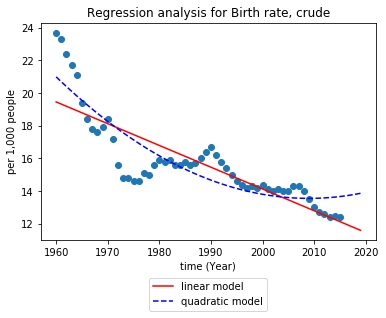 Regression analysis for Birth rate, crude
per 1,000 people
24
22
20
18
16
14
12
1960 1970 1980 1990 2000 2010 2020
time (Year)
linear model
quadratic model